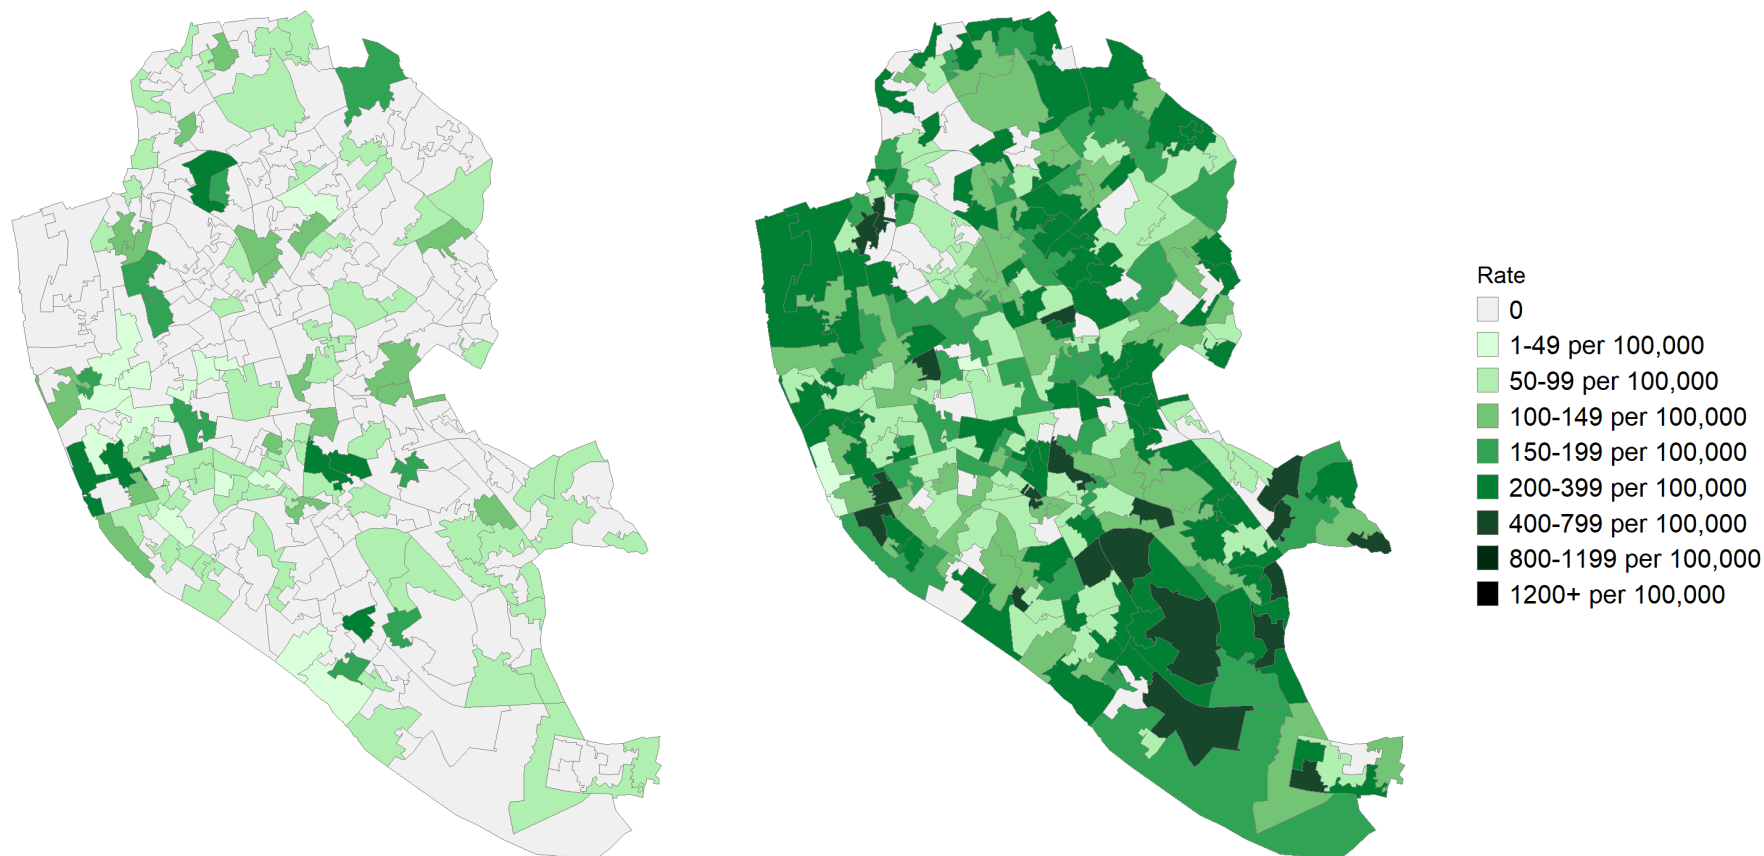 Rate
0
1-49 per 100,000
50-99 per 100,000
100-149 per 100,000
150-199 per 100,000
200-399 per 100,000
400-799 per 100,000
800-1199 per 100,000
1200+ per 100,000